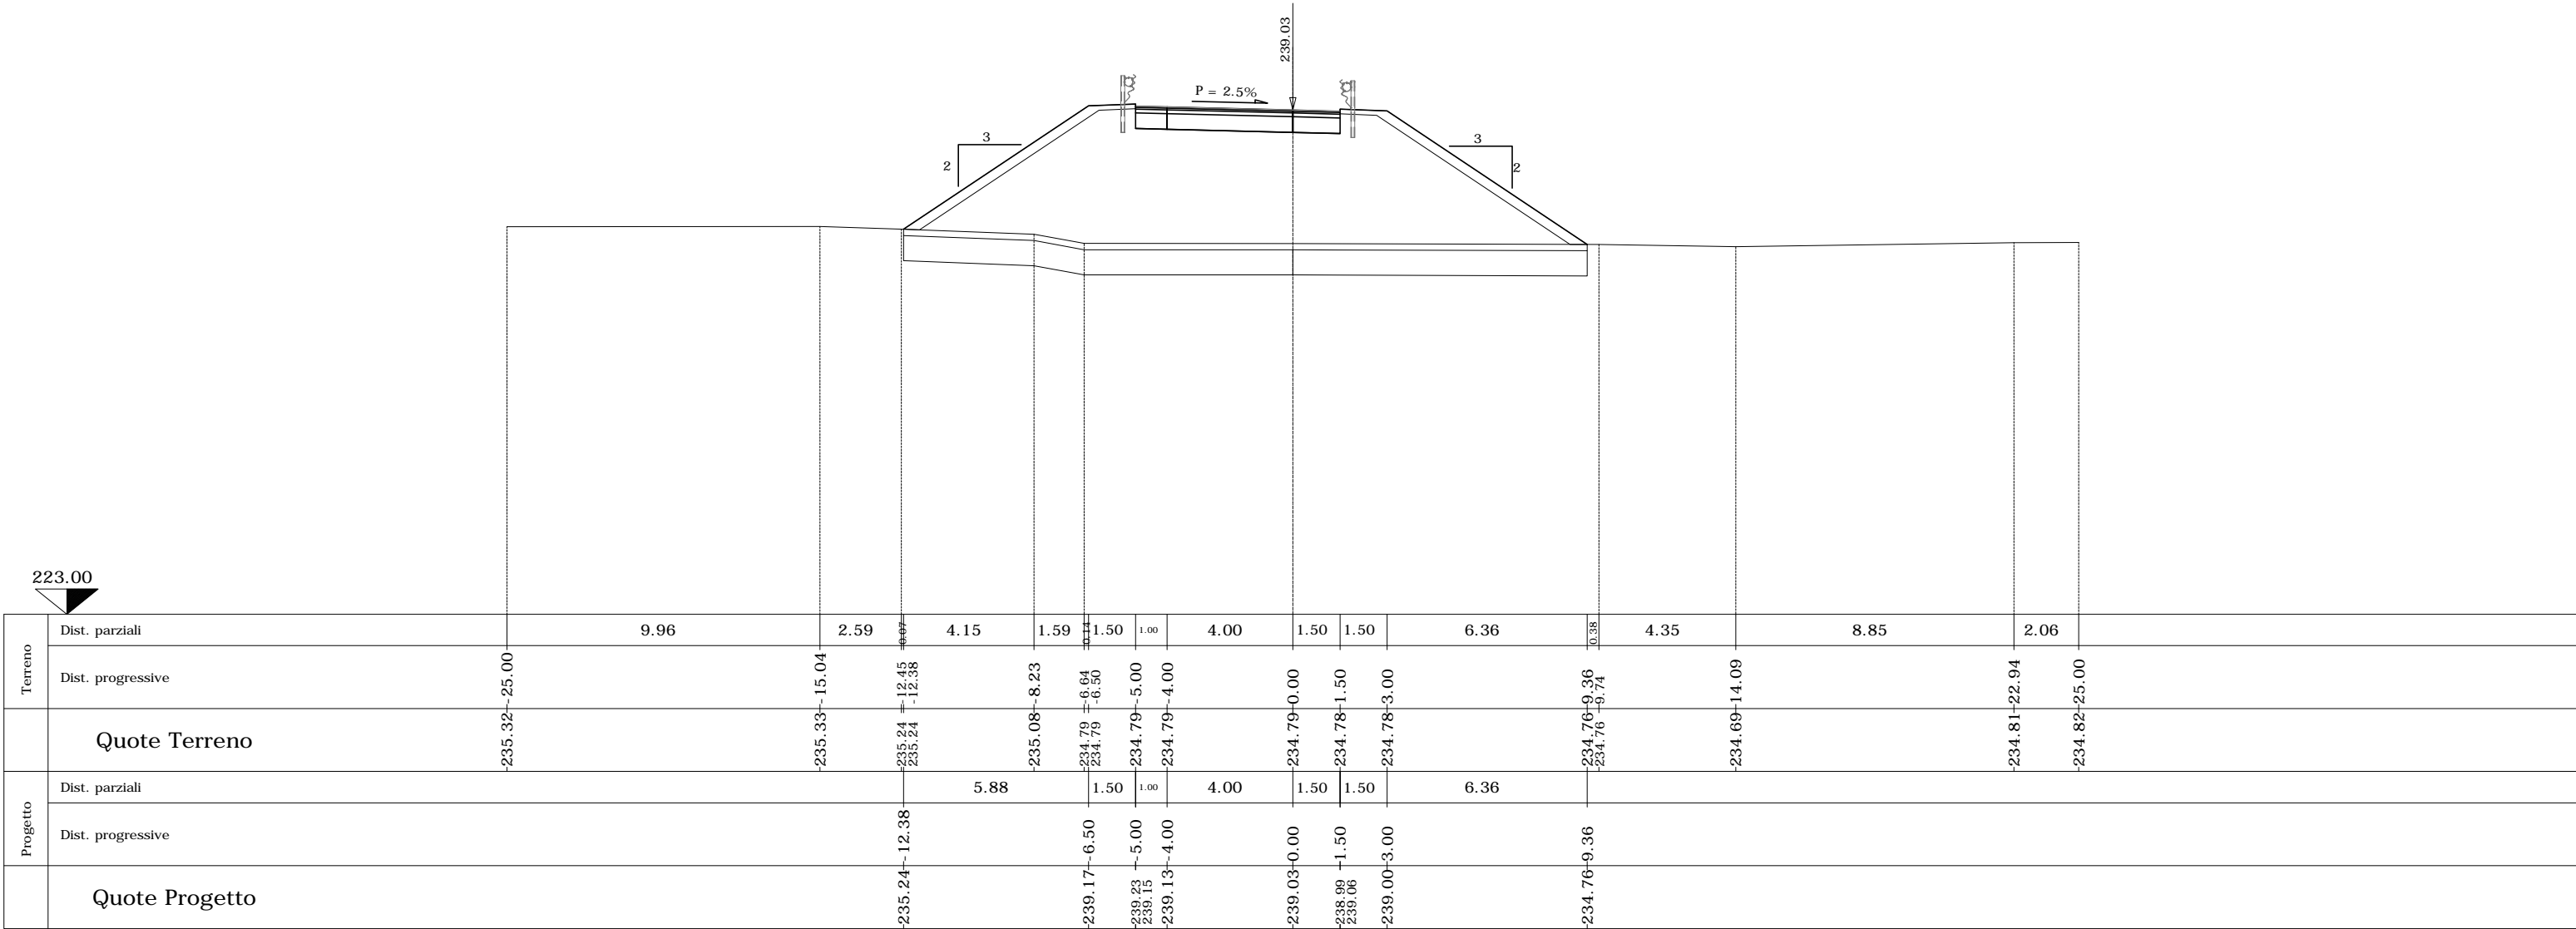 239.03
P = 2.5%
3
2
3
2
223.00
Terreno
Dist. parziali
9.96 2.59 0.07 4.15 1.59 0.14 1.50 1.00 4.00 1.50 1.50 6.36 0.38 4.35 8.85 2.06
Dist. progressive
-25.00 -15.04 -12.45 -12.38 -8.23 -6.64 -6.50 -5.00 -4.00 0.00 1.50 3.00 9.36 9.74 14.09 22.94 25.00
Quote Terreno
235.32 235.33 235.24 235.24 235.08 234.79 234.79 234.79 234.79 234.79 234.78 234.78 234.76 234.76 234.69 234.81 234.82
Progetto
Dist. parziali
5.88 1.50 1.00 4.00 1.50 1.50 6.36
Dist. progressive
-12.38 -6.50 -5.00 -4.00 0.00 1.50 3.00 9.36
Quote Progetto
235.24 239.17 239.23 239.15 239.13 239.03 238.99 239.06 239.00 234.76